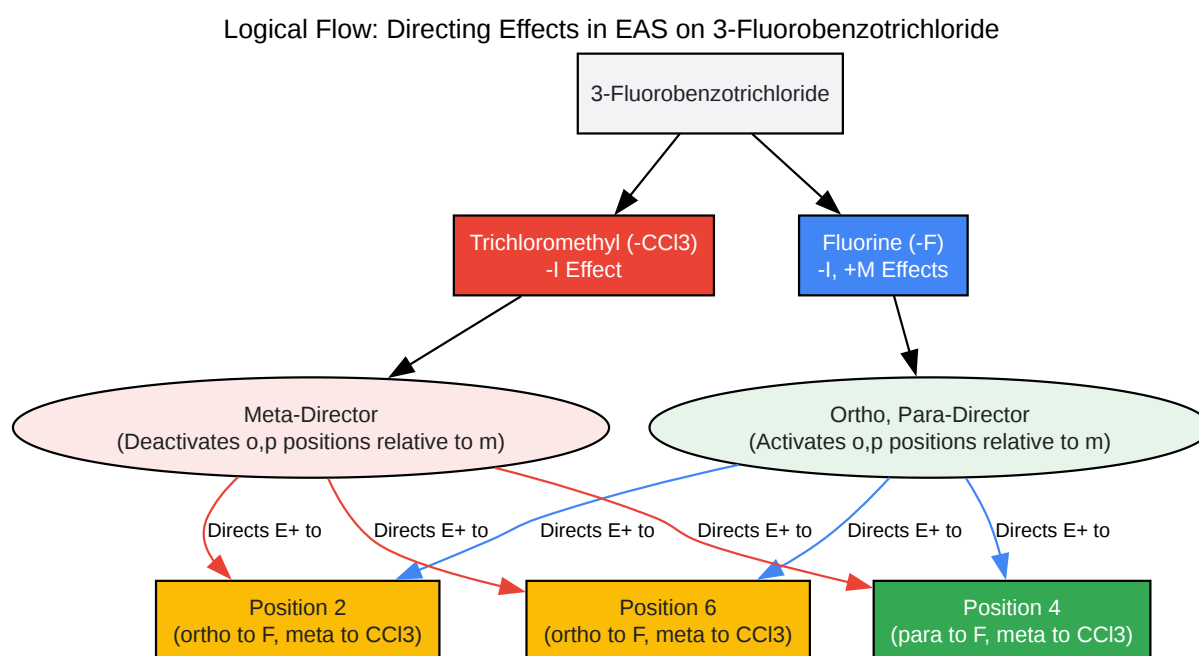 Logical Flow: Directing Effects in EAS on 3-Fluorobenzotrichloride
3-Fluorobenzotrichloride
Trichloromethyl (-CCl3)
-I Effect
Fluorine (-F)
-I, +M Effects
Meta-Director
(Deactivates o,p positions relative to m)
Ortho, Para-Director
(Activates o,p positions relative to m)
Directs E+ to
Directs E+ to
Directs E+ to
Directs E+ to
Directs E+ to
Directs E+ to
Position 2
(ortho to F, meta to CCl3)
Position 6
(ortho to F, meta to CCl3)
Position 4
(para to F, meta to CCl3)